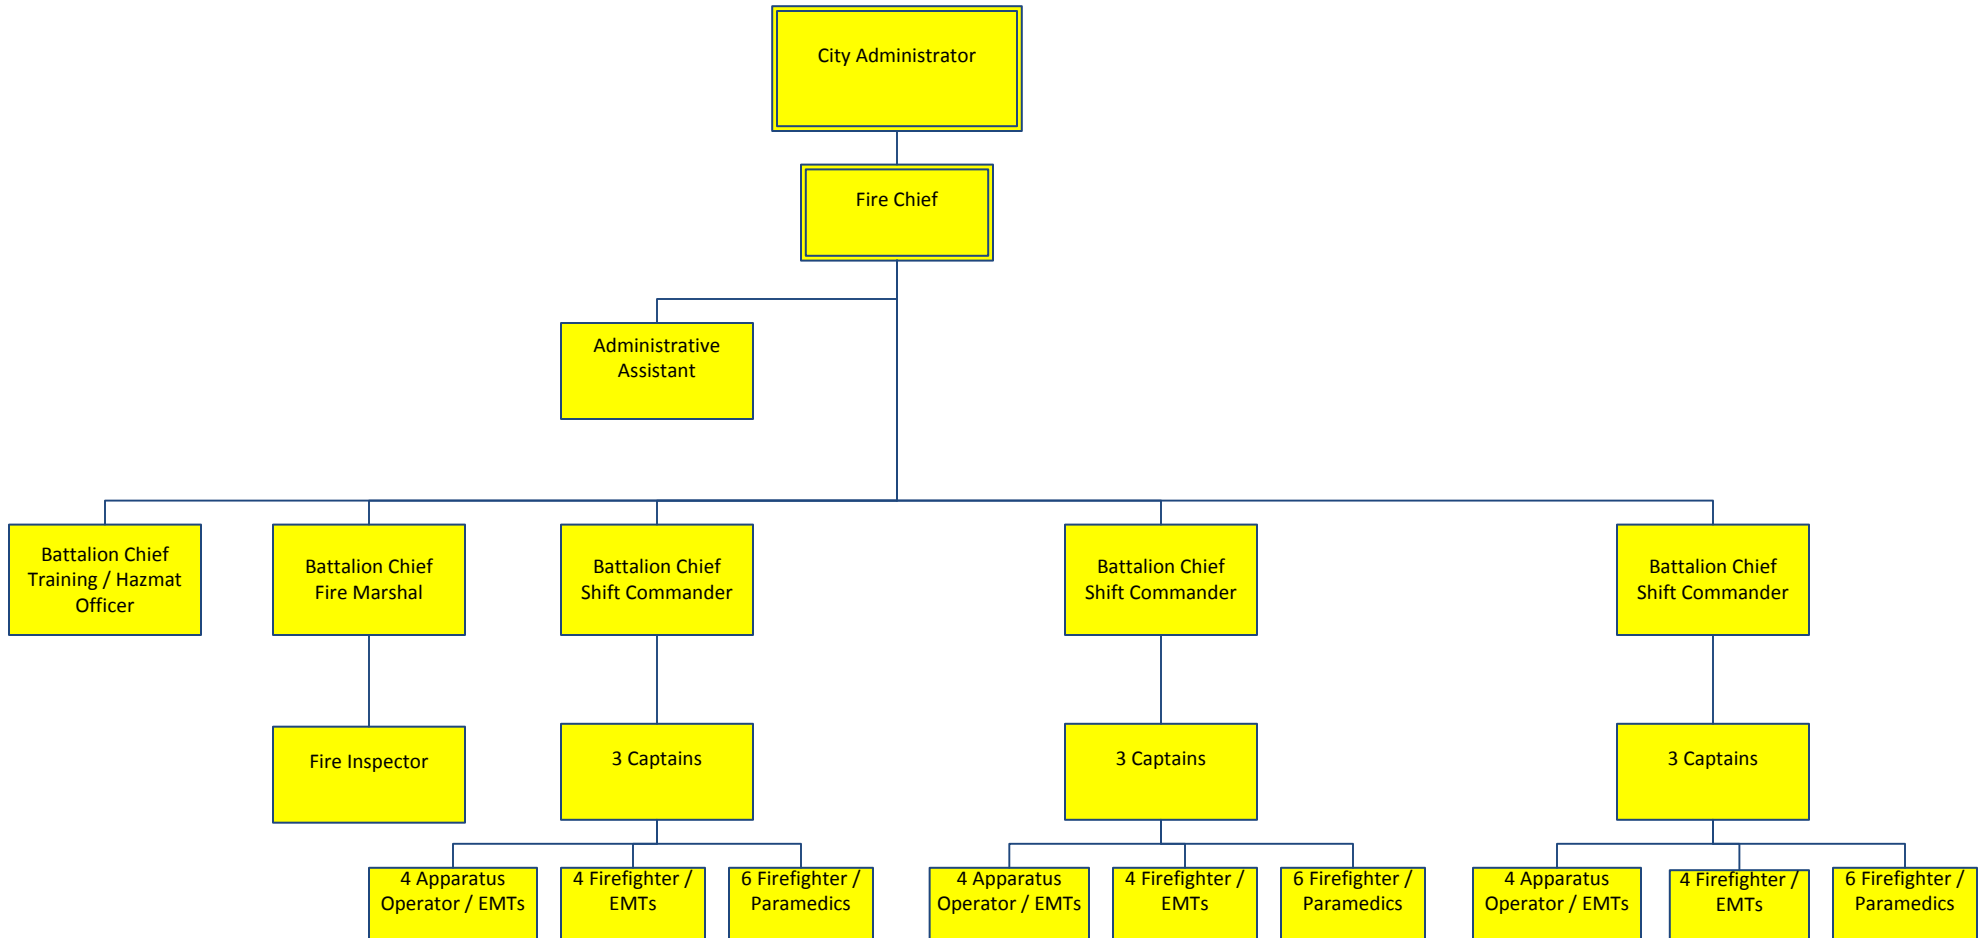 City Administrator
Fire Chief
Administrative
Assistant
Battalion Chief
Training / Hazmat
Officer
Battalion Chief
Fire Marshal
Battalion Chief
Shift Commander
Battalion Chief
Shift Commander
Battalion Chief
Shift Commander
Fire Inspector
3 Captains
3 Captains
3 Captains
4 Apparatus
Operator / EMTs
4 Firefighter /
EMTs
6 Firefighter /
Paramedics
4 Apparatus
Operator / EMTs
4 Firefighter /
EMTs
6 Firefighter /
Paramedics
4 Apparatus
Operator / EMTs
4 Firefighter /
EMTs
6 Firefighter /
Paramedics